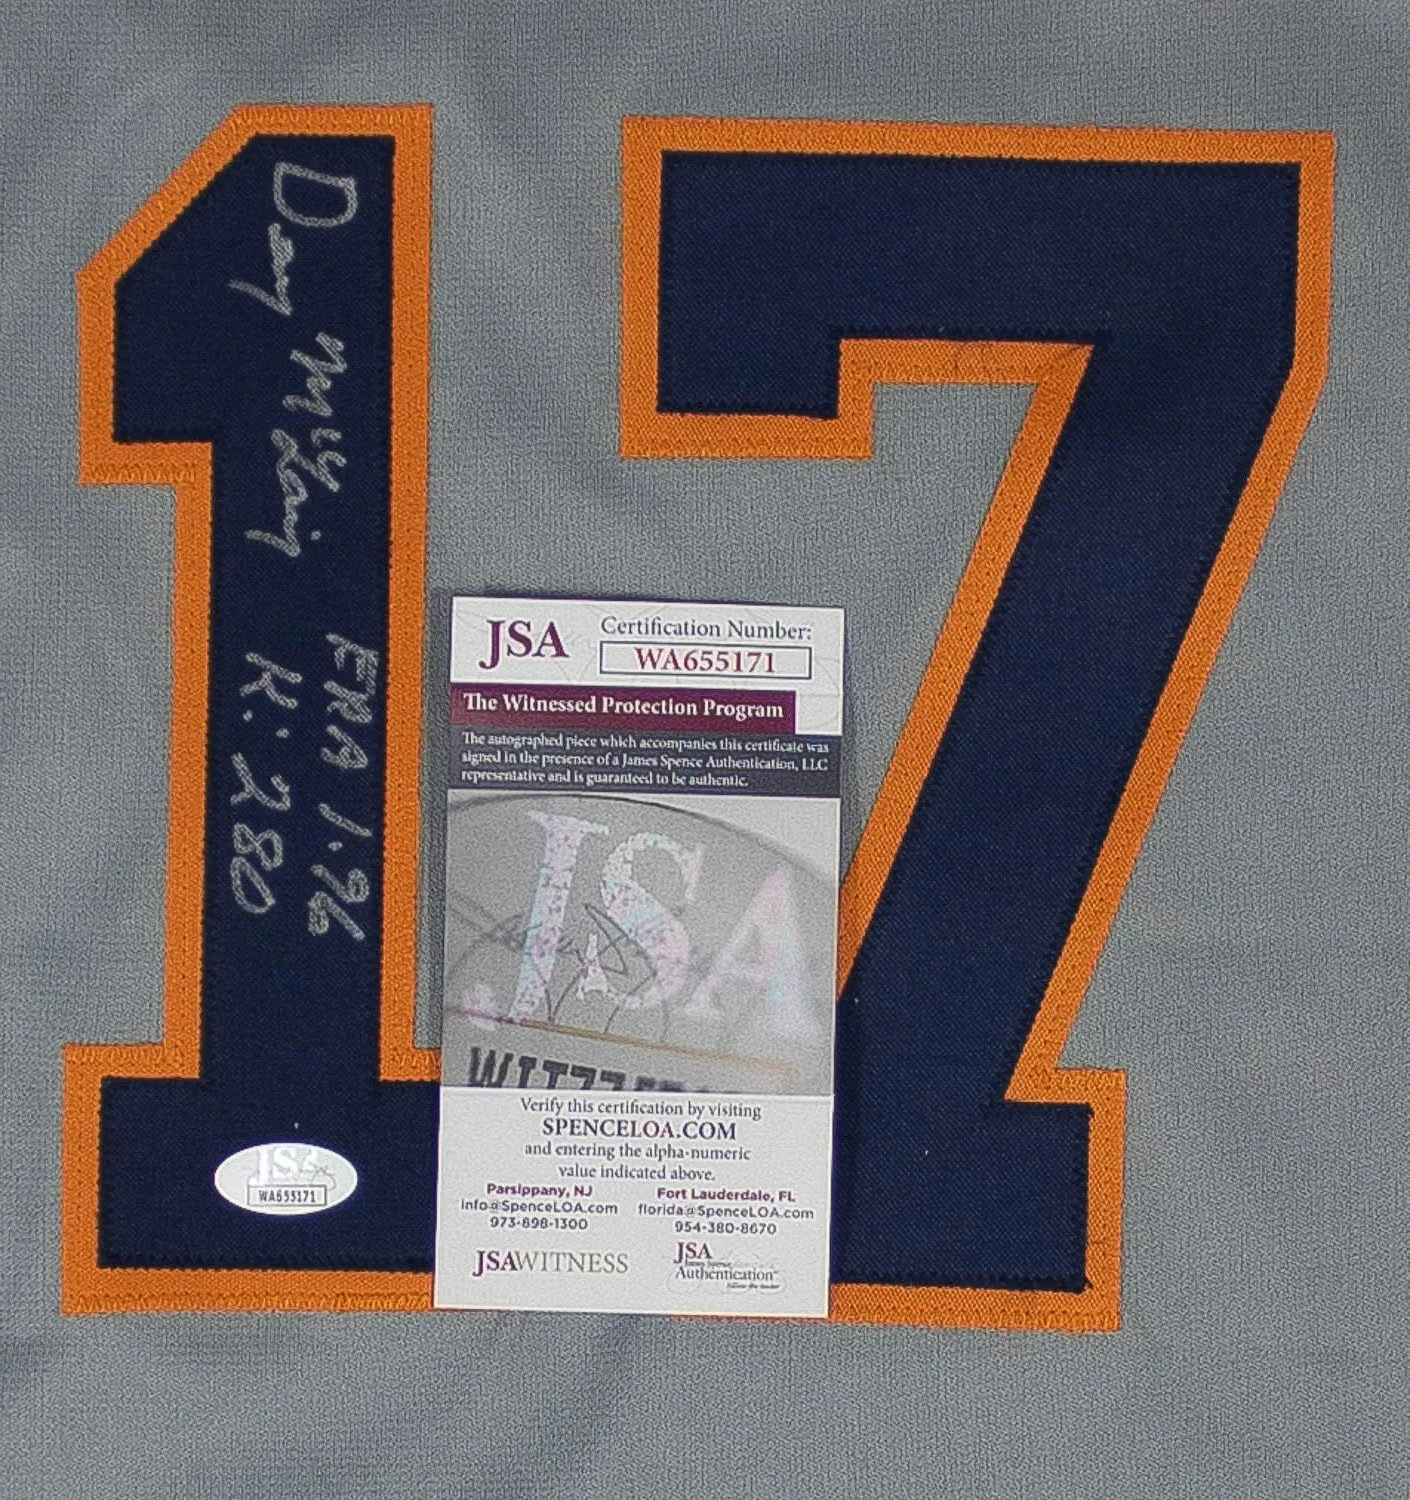 17
Denny McLain
ERA 1.96
K: 280
JSA
Certification Number:
WA655171
The Witnessed Protection Program
The autographed piece which accompanies this certificate was
signed in the presence of a James Spence Authentication, LLC
representative and is guaranteed to be authentic.
JSA
Verify this certification by visiting
SPENCELOA.COM
and entering the alpha-numeric
value indicated above.
Parsippany, NJ
info@SpenceLOA.com
973-898-1300
Fort Lauderdale, FL
florida@SpenceLOA.com
954-380-8670
JSAWITNESS
JSA
James Spence
Authentication
JSA
WA655171